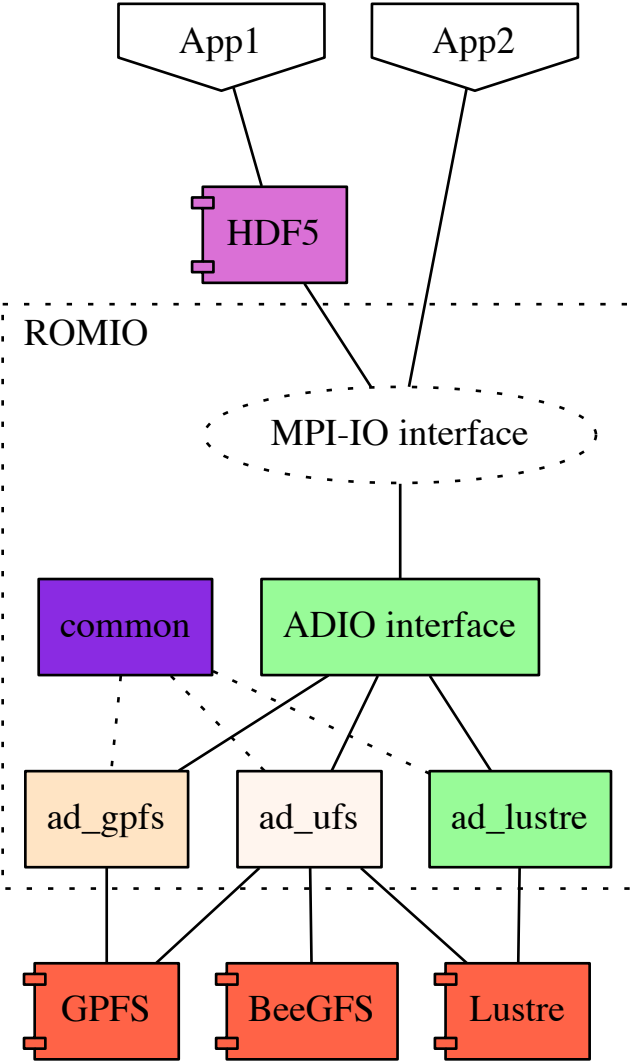 App1
App2
HDF5
ROMIO
MPI-IO interface
common
ADIO interface
ad_gpfs
ad_ufs
ad_lustre
GPFS
BeeGFS
Lustre